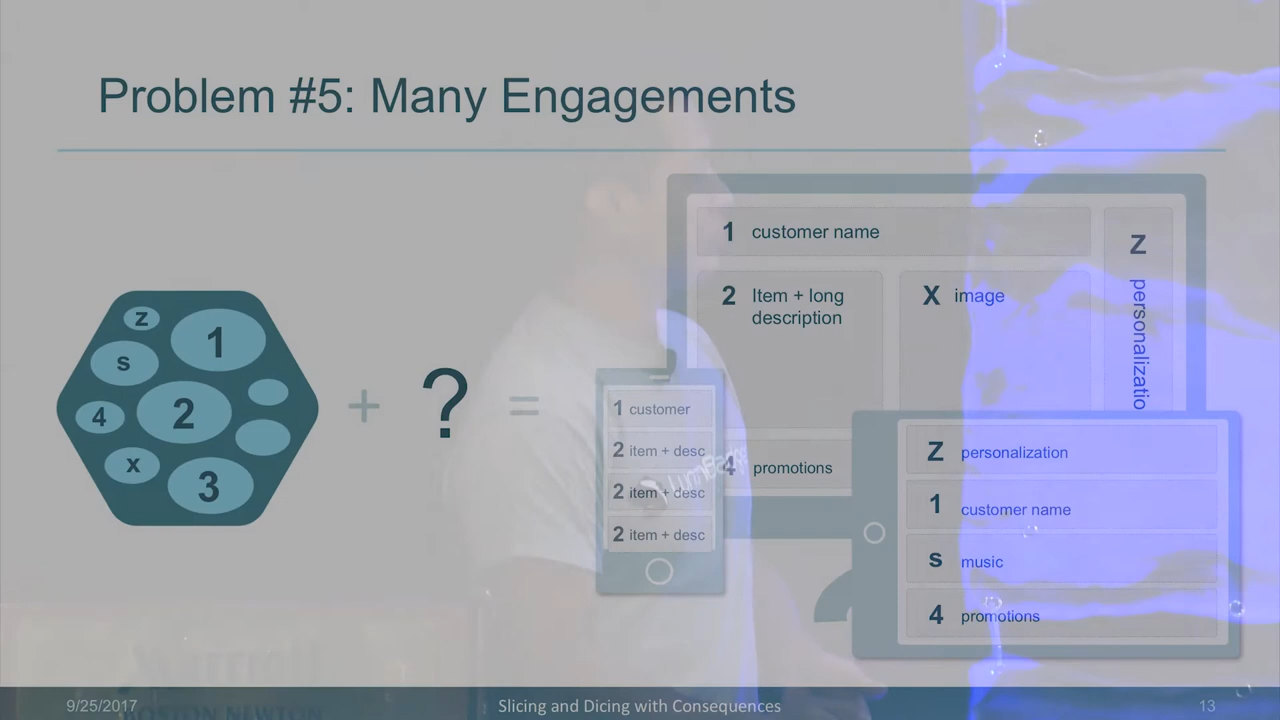 Problem #5: Many Engagements
z
1
s
4
2
x
3
+
?
=
1 customer name
Z personalizatio
2 Item + long
description
X image
4 promotions
1 customer
2 item + desc
2 item + desc
2 item + desc
Z personalization
1 customer name
s music
4 promotions
BOSTON NEWTON
9/25/2017
Slicing and Dicing with Consequences
13